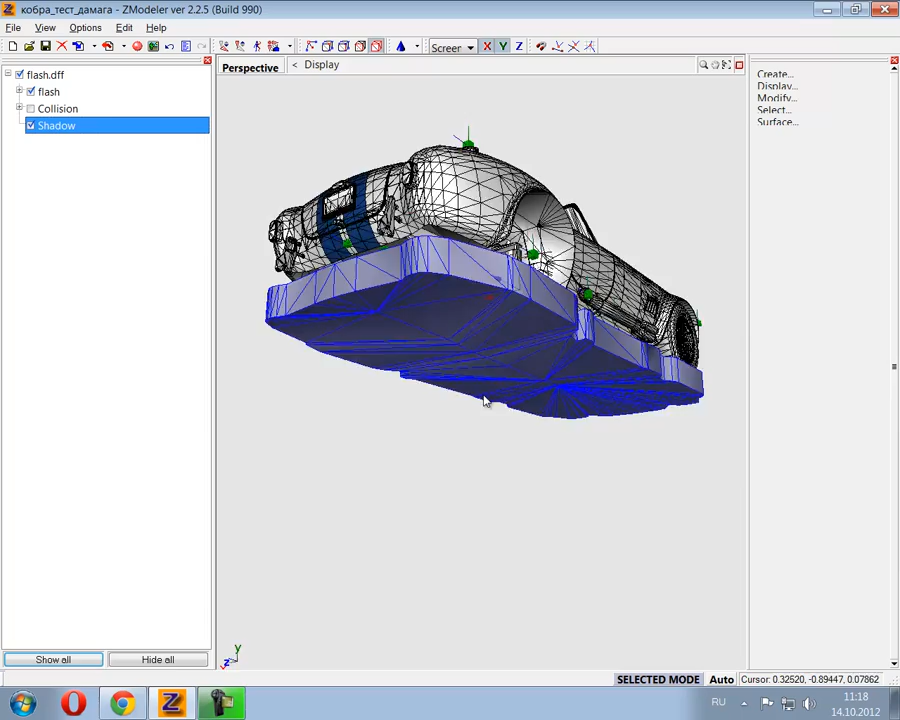 кобра_тест_дамага - ZModeler ver 2.2.5 (Build 990)
File View Options Edit Help
Screen X Y Z
flash.dff
flash
Collision
Shadow
Perspective < Display
Create...
Display...
Modify...
Select...
Surface...
y
z
Show all Hide all
SELECTED MODE Auto Cursor: 0.32520, -0.89447, 0.07862
RU 11:18
14.10.2012